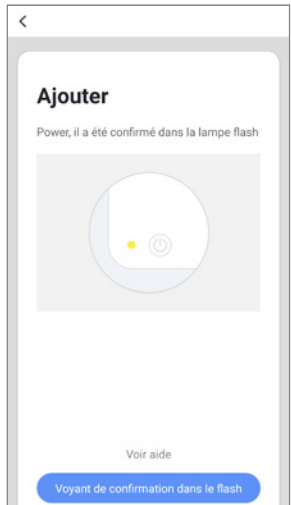 Ajouter
Power, il a été confirmé dans la lampe flash
Voir aide
Voyant de confirmation dans le flash